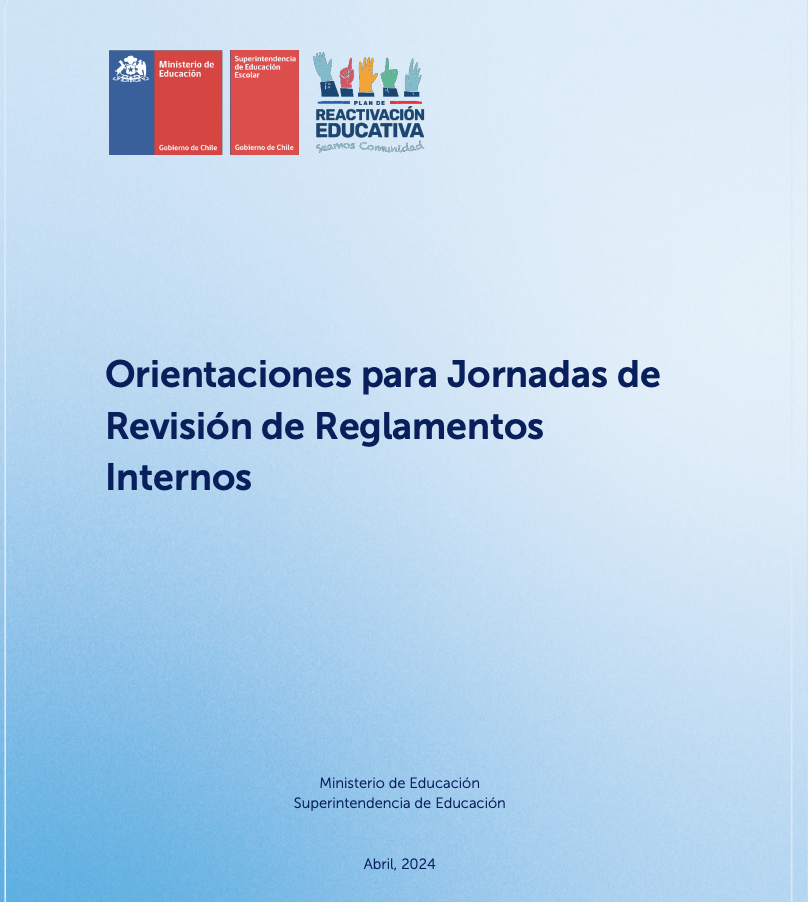 Ministerio de
Educación
Gobierno de Chile
Superintendencia
de Educación
Escolar
Gobierno de Chile
PLAN DE
REACTIVACIÓN
EDUCATIVA
Seamos Comunidad
Orientaciones para Jornadas de
Revisión de Reglamentos
Internos
Ministerio de Educación
Superintendencia de Educación
Abril, 2024